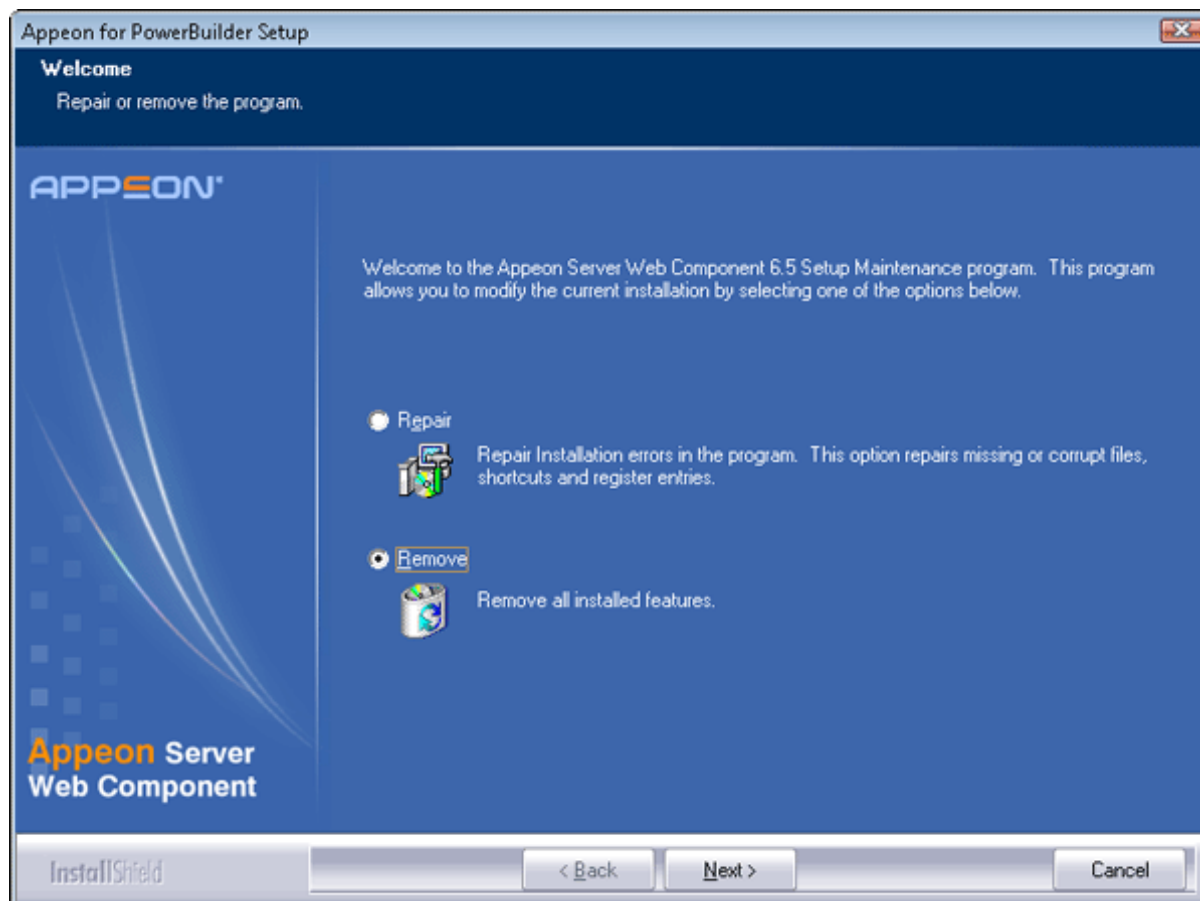 Appeon for PowerBuilder Setup
Welcome
Repair or remove the program.
APPEON
Welcome to the Appeon Server Web Component 6.5 Setup Maintenance program. This program
allows you to modify the current installation by selecting one of the options below.
Repair
Repair Installation errors in the program. This option repairs missing or corrupt files,
shortcuts and register entries.
Remove
Remove all installed features.
Appeon Server
Web Component
InstallShield
< Back
Next >
Cancel